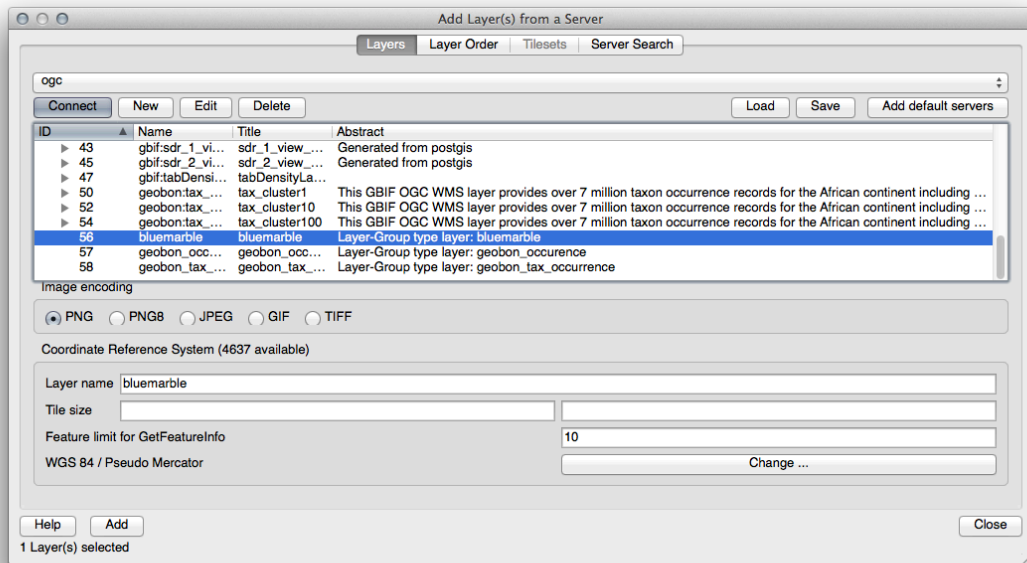 Add Layer(s) from a Server
Layers Layer Order Tilesets Server Search
ogc
Connect New Edit Delete Load Save Add default servers
ID Name Title Abstract
43 gbif:sdr_1_vi... sdr_1_view_... Generated from postgis
45 gbif:sdr_2_vi... sdr_2_view_... Generated from postgis
47 gbif:tabDensi... tabDensityLa...
50 geobon:tax_... tax_cluster1 This GBIF OGC WMS layer provides over 7 million taxon occurrence records for the African continent including ...
52 geobon:tax_... tax_cluster10 This GBIF OGC WMS layer provides over 7 million taxon occurrence records for the African continent including ...
54 geobon:tax_... tax_cluster100 This GBIF OGC WMS layer provides over 7 million taxon occurrence records for the African continent including ...
56 bluemarble bluemarble Layer-Group type layer: bluemarble
57 geobon_occ... geobon_occ... Layer-Group type layer: geobon_occurence
58 geobon_tax_... geobon_tax_... Layer-Group type layer: geobon_tax_occurrence
Image encoding
PNG PNG8 JPEG GIF TIFF
Coordinate Reference System (4637 available)
Layer name bluemarble
Tile size
Feature limit for GetFeatureInfo 10
WGS 84 / Pseudo Mercator Change ...
Help Add Close
1 Layer(s) selected